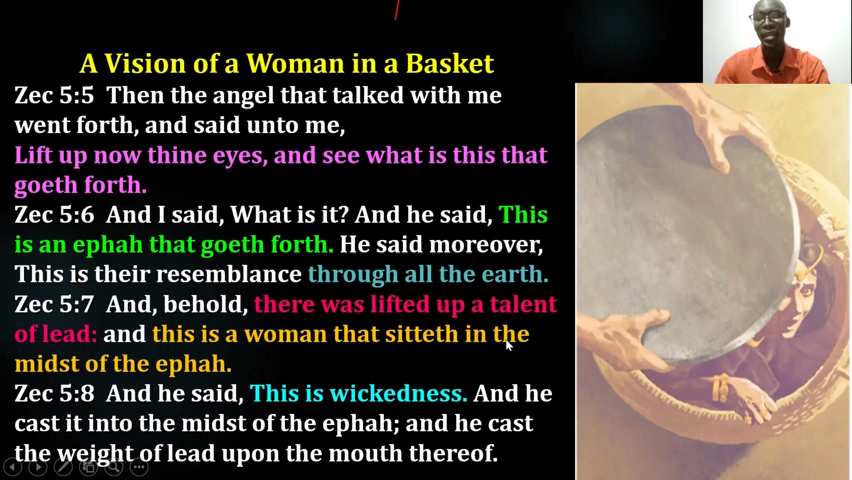 A Vision of a Woman in a Basket
Zec 5:5 Then the angel that talked with me
went forth, and said unto me,
Lift up now thine eyes, and see what is this that
goeth forth.
Zec 5:6 And I said, What is it? And he said, This
is an ephah that goeth forth. He said moreover,
This is their resemblance through all the earth.
Zec 5:7 And, behold, there was lifted up a talent
of lead: and this is a woman that sitteth in the
midst of the ephah.
Zec 5:8 And he said, This is wickedness. And he
cast it into the midst of the ephah; and he cast
the weight of lead upon the mouth thereof.